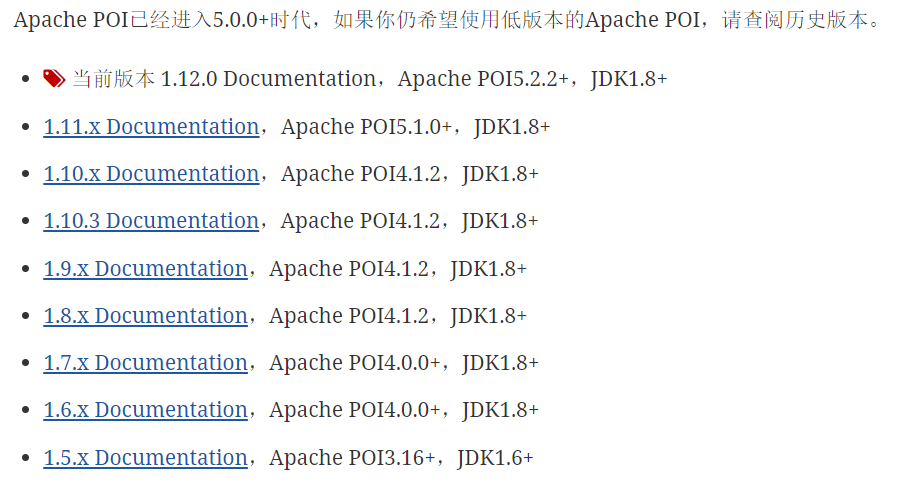 Apache POI已经进入5.0.0+时代，如果你仍希望使用低版本的Apache POI，请查阅历史版本。
当前版本 1.12.0 Documentation，Apache POI5.2.2+，JDK1.8+
1.11.x Documentation，Apache POI5.1.0+，JDK1.8+
1.10.x Documentation，Apache POI4.1.2，JDK1.8+
1.10.3 Documentation，Apache POI4.1.2，JDK1.8+
1.9.x Documentation，Apache POI4.1.2，JDK1.8+
1.8.x Documentation，Apache POI4.1.2，JDK1.8+
1.7.x Documentation，Apache POI4.0.0+，JDK1.8+
1.6.x Documentation，Apache POI4.0.0+，JDK1.8+
1.5.x Documentation，Apache POI3.16+，JDK1.6+